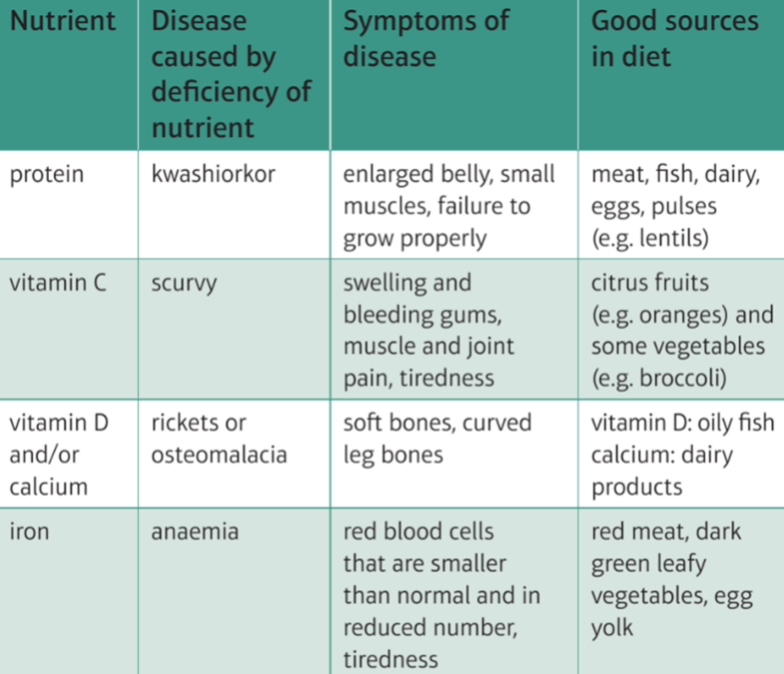 Nutrient
Disease
caused by
deficiency of
nutrient
Symptoms of
disease
Good sources
in diet
protein
kwashiorkor
enlarged belly, small
muscles, failure to
grow properly
meat, fish, dairy,
eggs, pulses
(e.g. lentils)
vitamin C
scurvy
swelling and
bleeding gums,
muscle and joint
pain, tiredness
citrus fruits
(e.g. oranges) and
some vegetables
(e.g. broccoli)
vitamin D
and/or
calcium
rickets or
osteomalacia
soft bones, curved
leg bones
vitamin D: oily fish
calcium: dairy
products
iron
anaemia
red blood cells
that are smaller
than normal and in
reduced number,
tiredness
red meat, dark
green leafy
vegetables, egg
yolk